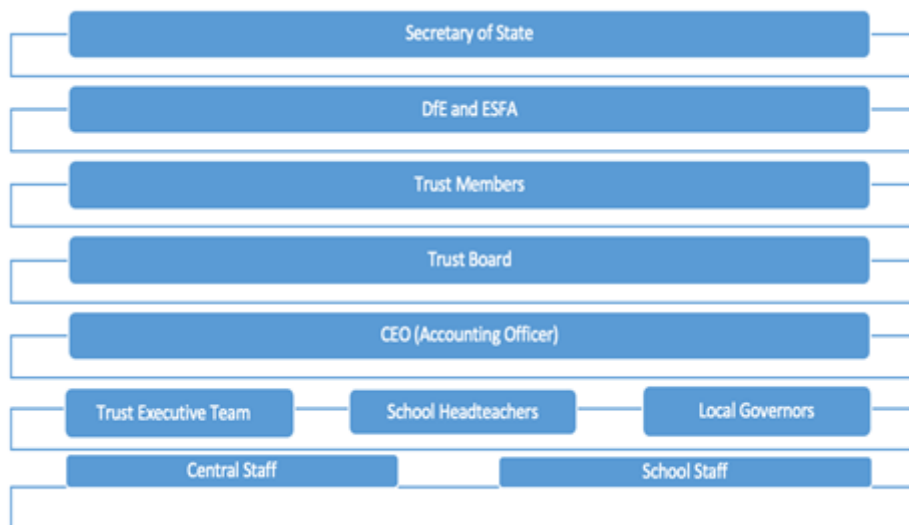 Secretary of State
DfE and ESFA
Trust Members
Trust Board
CEO (Accounting Officer)
Trust Executive Team
School Headteachers
Local Governors
Central Staff
School Staff